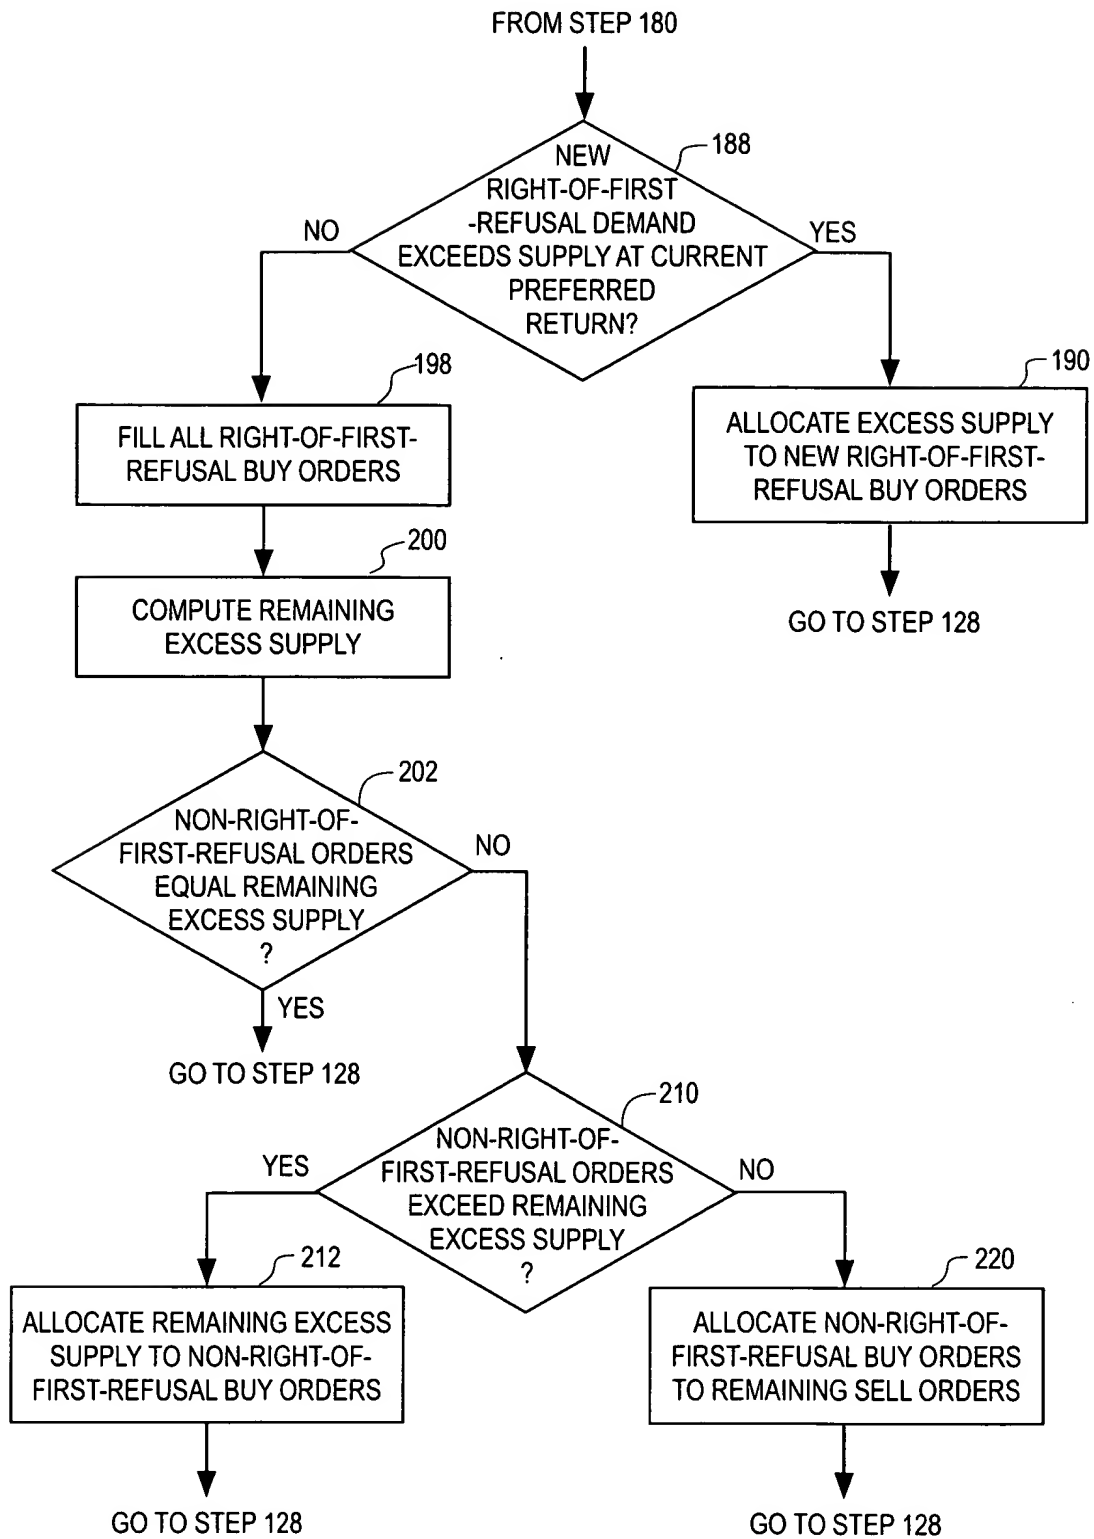 FROM STEP 180
188
NEW
RIGHT-OF-FIRST
-REFUSAL DEMAND
EXCEEDS SUPPLY AT CURRENT
PREFERRED
RETURN?
NO
YES
198
FILL ALL RIGHT-OF-FIRST-
REFUSAL BUY ORDERS
190
ALLOCATE EXCESS SUPPLY
TO NEW RIGHT-OF-FIRST-
REFUSAL BUY ORDERS
GO TO STEP 128
200
COMPUTE REMAINING
EXCESS SUPPLY
202
NON-RIGHT-OF-
FIRST-REFUSAL ORDERS
EQUAL REMAINING
EXCESS SUPPLY
?
NO
YES
GO TO STEP 128
210
NON-RIGHT-OF-
FIRST-REFUSAL ORDERS
EXCEED REMAINING
EXCESS SUPPLY
?
YES
NO
212
ALLOCATE REMAINING EXCESS
SUPPLY TO NON-RIGHT-OF-
FIRST-REFUSAL BUY ORDERS
GO TO STEP 128
220
ALLOCATE NON-RIGHT-OF-
FIRST-REFUSAL BUY ORDERS
TO REMAINING SELL ORDERS
GO TO STEP 128